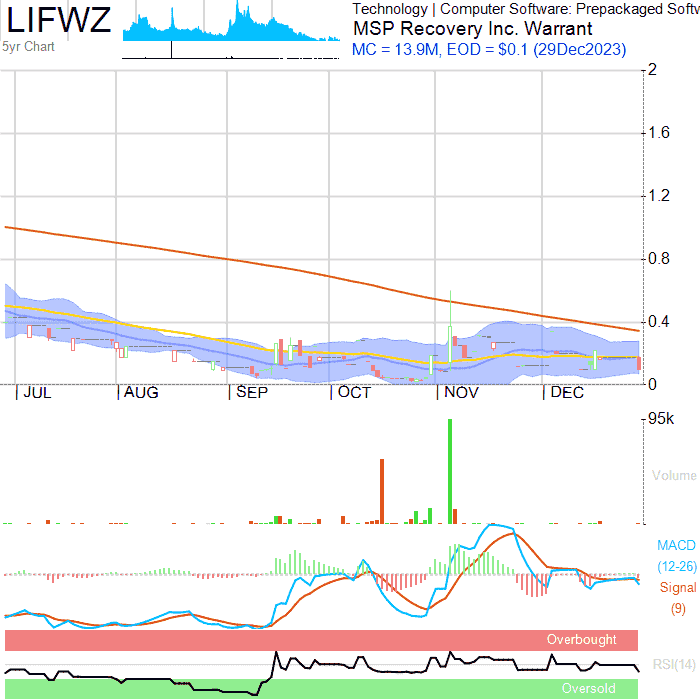 LIFWZ
5yr Chart
Technology | Computer Software: Prepackaged Softw
MSP Recovery Inc. Warrant
MC = 13.9M, EOD = $0.1 (29Dec2023)
2
1.6
1.2
0.8
0.4
0
JUL AUG SEP OCT NOV DEC
95k
Volume
MACD
(12-26)
Signal
(9)
Overbought
RSI(14)
Oversold